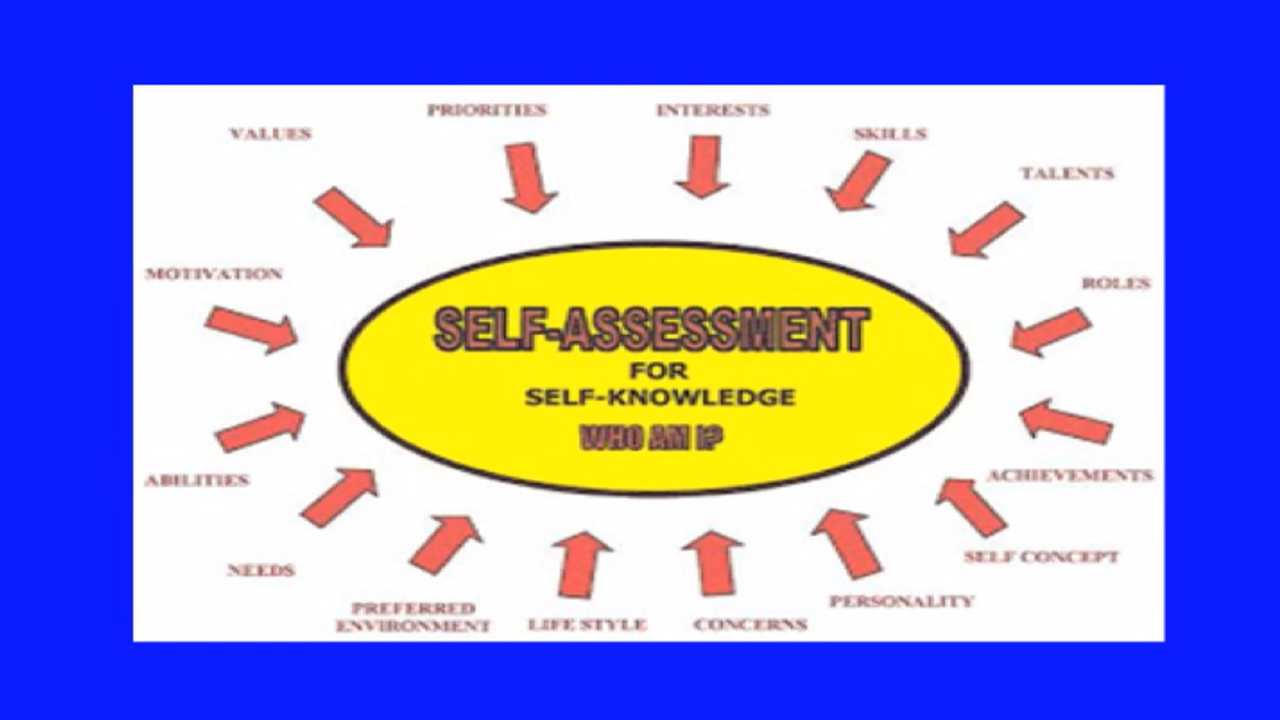 PRIORITIES
INTERESTS
VALUES
SKILLS
TALENTS
MOTIVATION
ROLES
SELF-ASSESSMENT
FOR
SELF-KNOWLEDGE
WHO AM I?
ABILITIES
ACHIEVEMENTS
NEEDS
SELF CONCEPT
PREFERRED
ENVIRONMENT
LIFE STYLE
CONCERNS
PERSONALITY